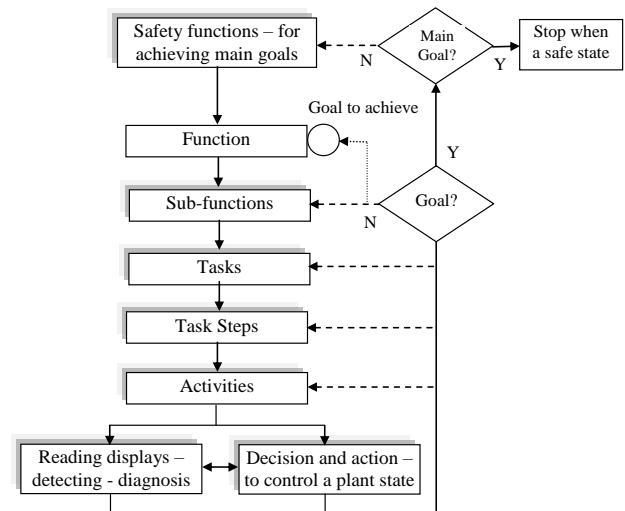 Safety functions – for
achieving main goals
Main
Goal?
Stop when
a safe state
N
Y
Goal to achieve
Function
Y
Sub-functions
Goal?
N
Tasks
Task Steps
Activities
Reading displays –
detecting - diagnosis
Decision and action –
to control a plant state